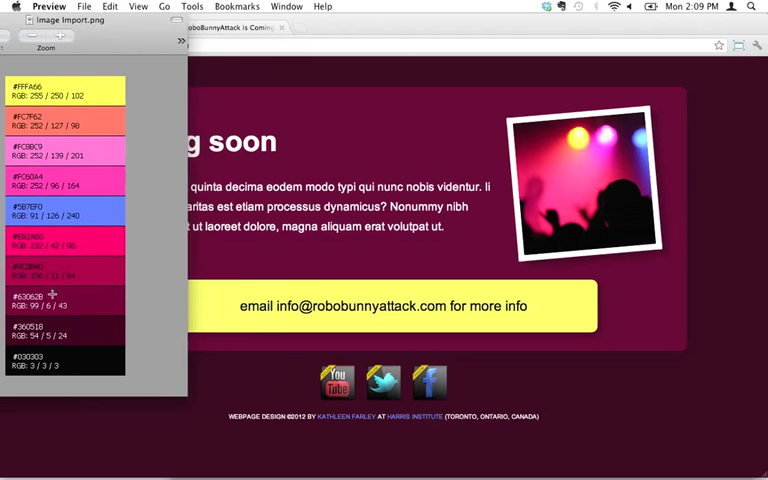 Preview File Edit View Go Tools Bookmarks Window Help
Mon 2:09 PM
Image Import.png
Zoom
RoboBunnyAttack is Coming
#FFFA66
RGB: 255 / 250 / 102
#FC7F62
RGB: 252 / 127 / 98
#FC8BC9
RGB: 252 / 139 / 201
#FC60A4
RGB: 252 / 96 / 164
#5B7EF0
RGB: 91 / 126 / 240
#63062B
RGB: 99 / 6 / 43
#360518
RGB: 54 / 5 / 24
#030303
RGB: 3 / 3 / 3
g soon
quinta decima eodem modo typi qui nunc nobis videntur. li
aritas est etiam processus dynamicus? Nonummy nibh
ut laoreet dolore, magna aliquam erat volutpat ut.
email info@robobunnyattack.com for more info
You
Tube
WEBPAGE DESIGN ©2012 BY KATHLEEN FARLEY AT HARRIS INSTITUTE (TORONTO, ONTARIO, CANADA)